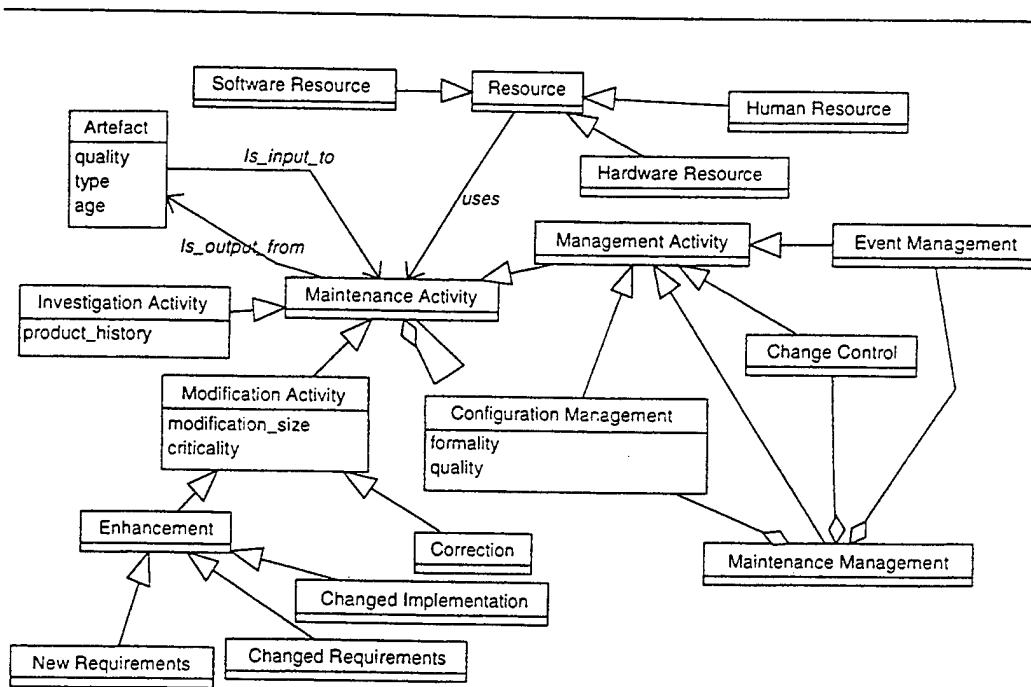 Software Resource
Resource
Human Resource
Hardware Resource
Artefact
quality
type
age
Is_input_to
Is_output_from
uses
Management Activity
Event Management
Investigation Activity
product_history
Maintenance Activity
Change Control
Modification Activity
modification_size
criticality
Configuration Management
formality
quality
Enhancement
Correction
Maintenance Management
Changed Implementation
New Requirements
Changed Requirements